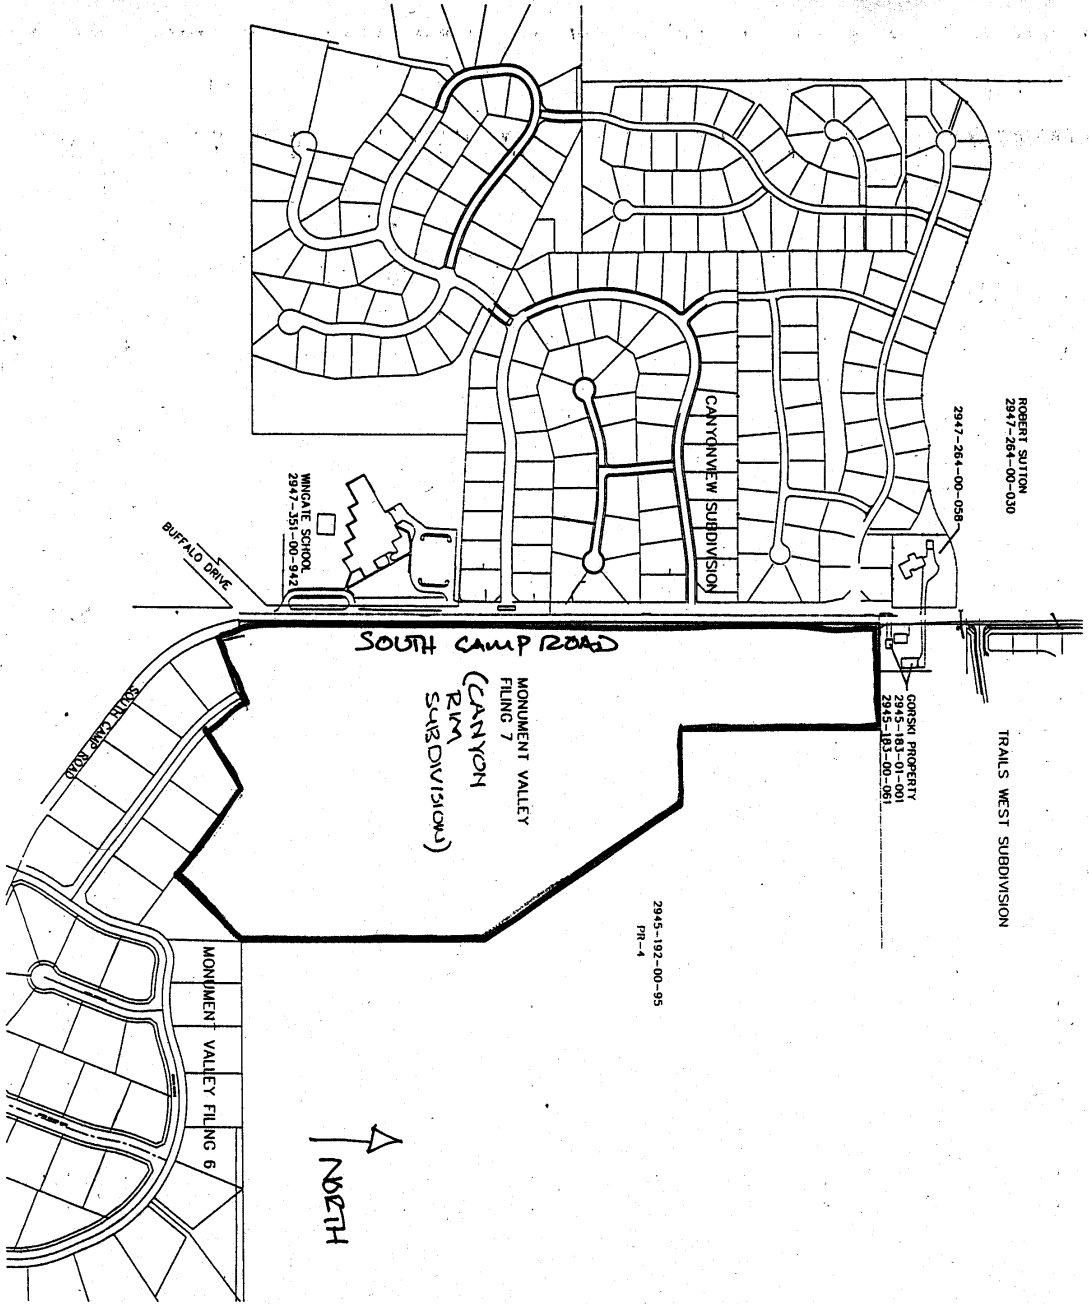 ROBERT SUTTON
2947-264-00-030
2947-264-00-058
CANYONVIEW SUBDIVISION
WINGATE SCHOOL
2947-351-00-942
BUFFALO DRIVE
SOUTH CAMP ROAD
MONUMENT VALLEY
FILING 7
(CANYON
RIM
SUBDIVISION)
GORSKI PROPERTY
2945-183-01-001
2945-183-00-061
TRAILS WEST SUBDIVISION
SOUTH CAMP ROAD
2945-192-00-95
PR-4
MONUMENT VALLEY FILING 6
NORTH